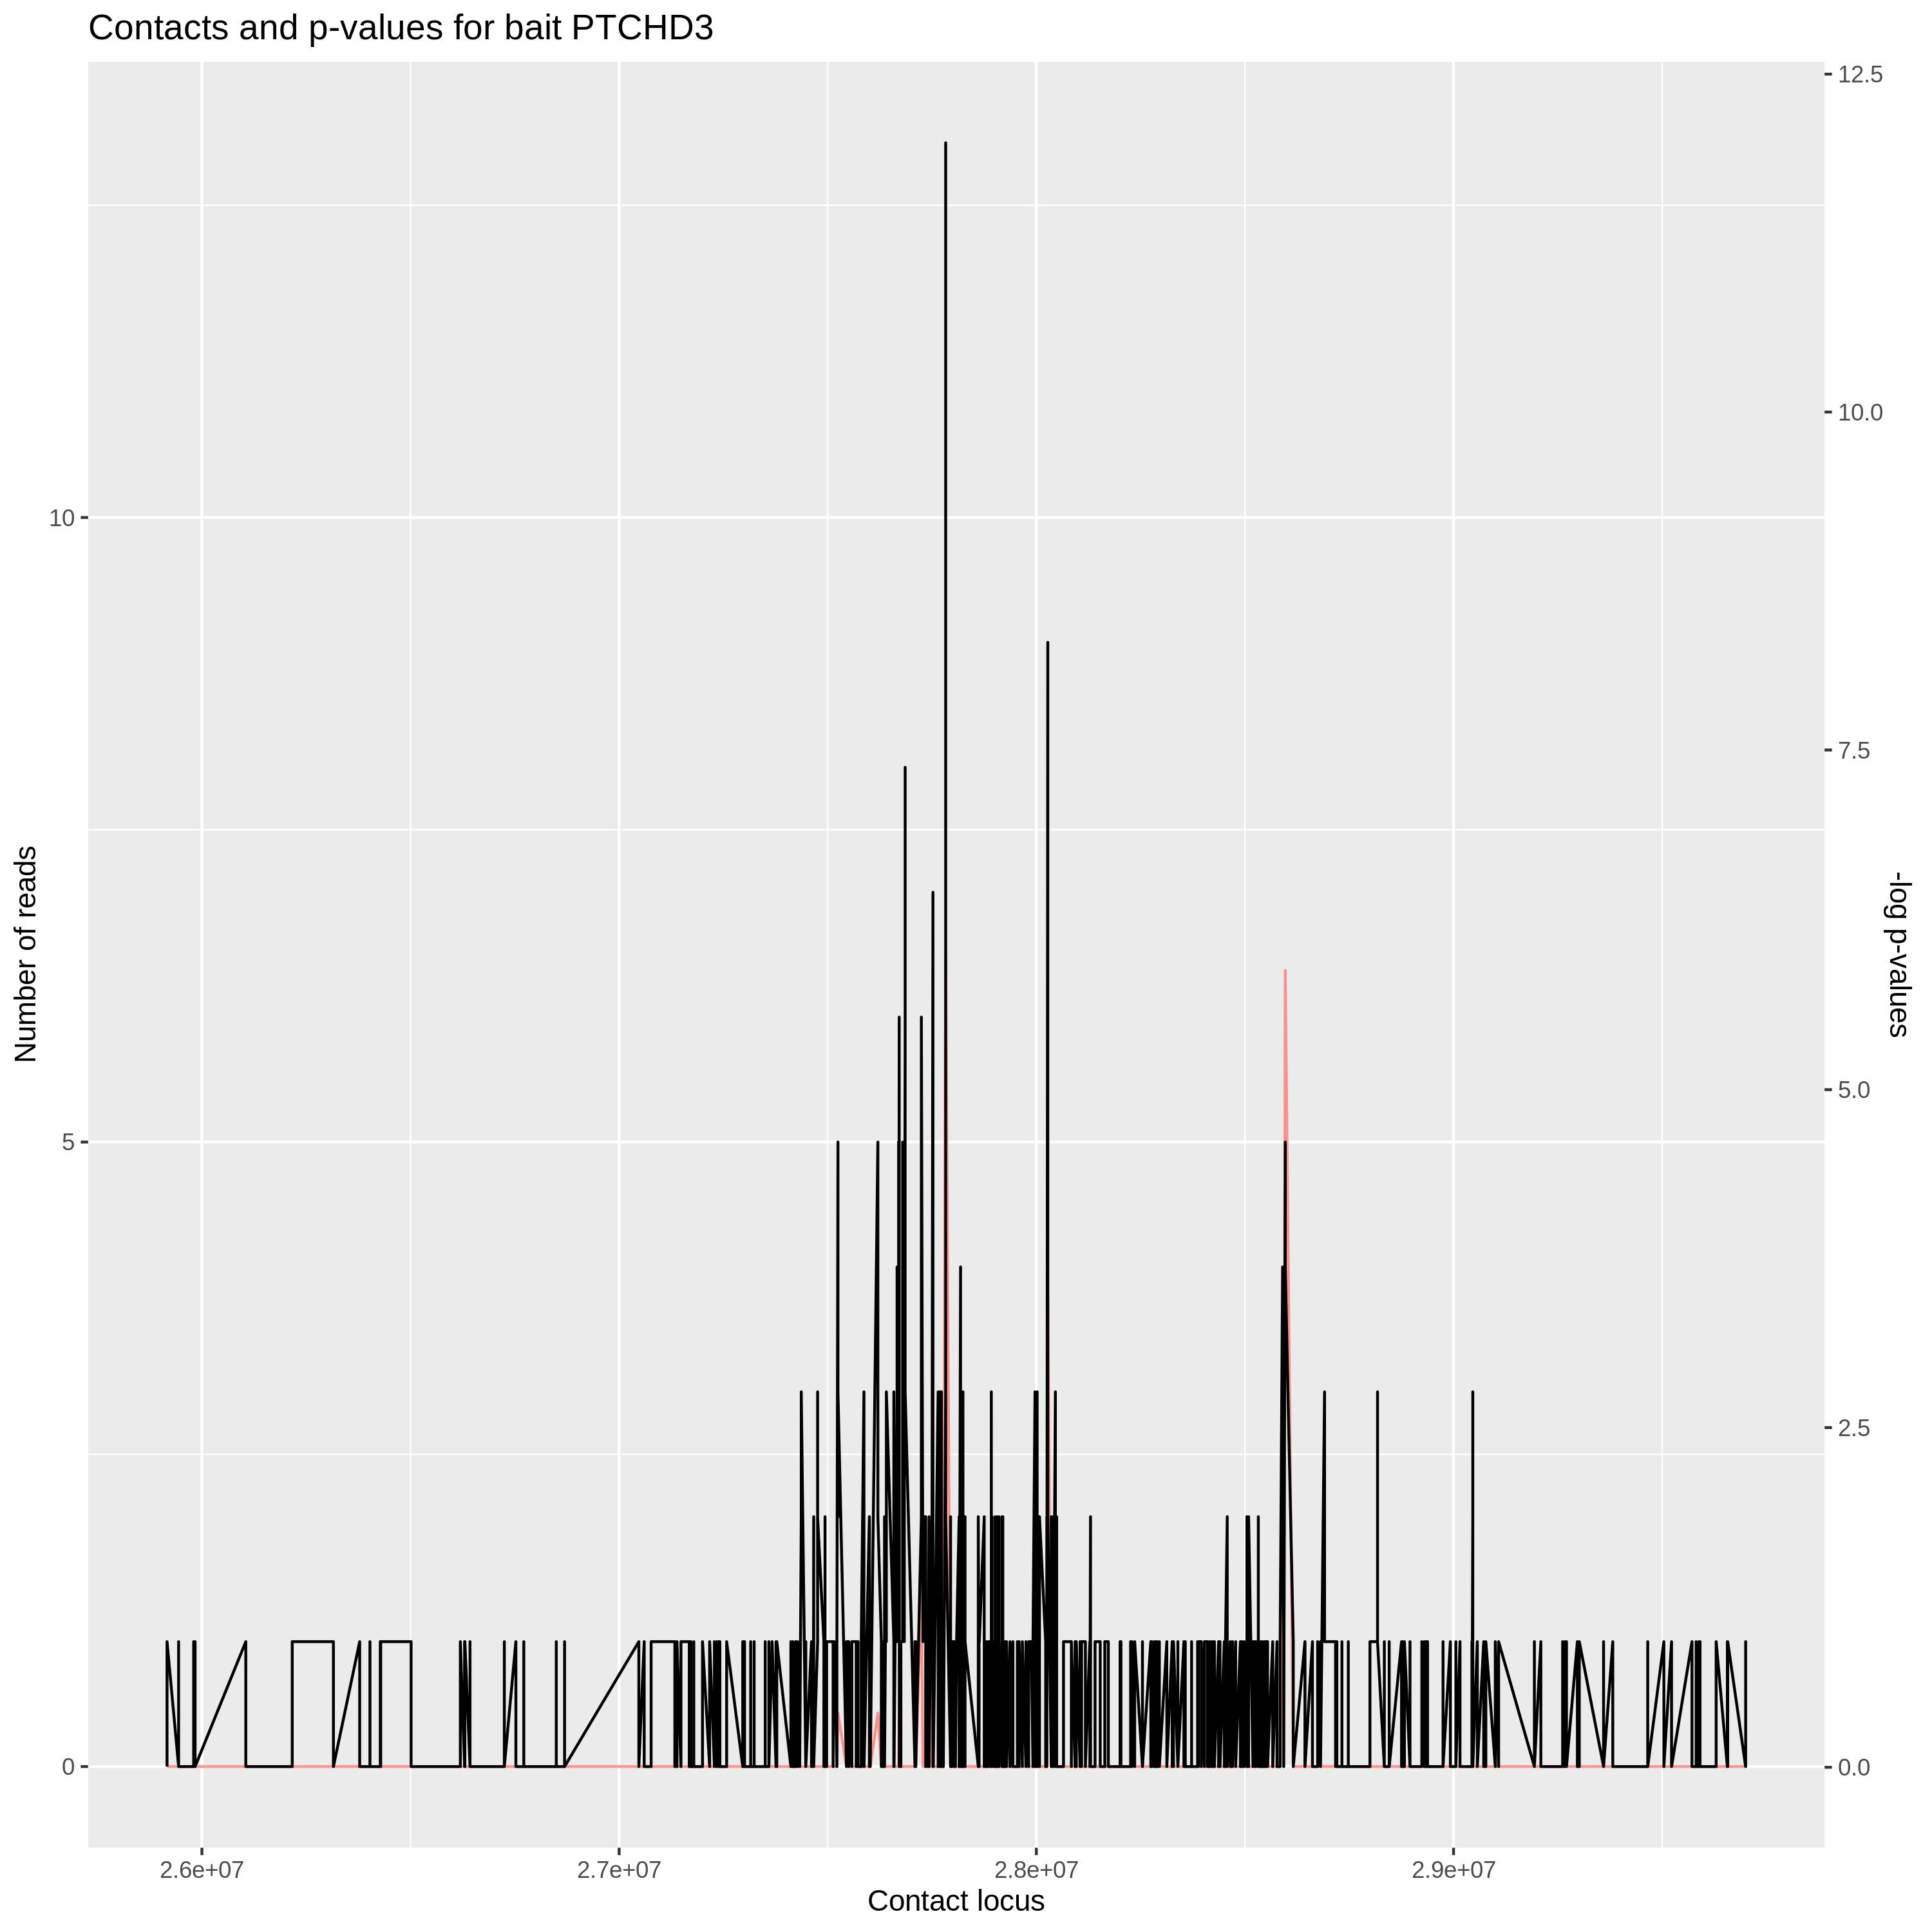 Contacts and p-values for bait PTCHD3
Number of reads
10
5
0
12.5
10.0
7.5
5.0
2.5
0.0
-log p-values
2.6e+07
2.7e+07
2.8e+07
2.9e+07
Contact locus